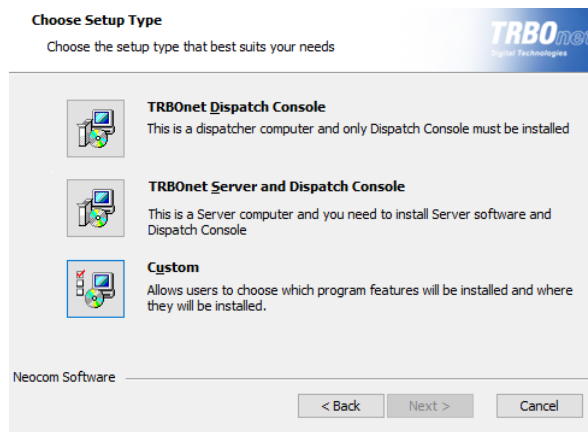 Choose Setup Type
Choose the setup type that best suits your needs
TRBOnet
Digital Technologies
TRBOnet Dispatch Console
This is a dispatcher computer and only Dispatch Console must be installed
TRBOnet Server and Dispatch Console
This is a Server computer and you need to install Server software and
Dispatch Console
Custom
Allows users to choose which program features will be installed and where
they will be installed.
Neocom Software
< Back
Next >
Cancel